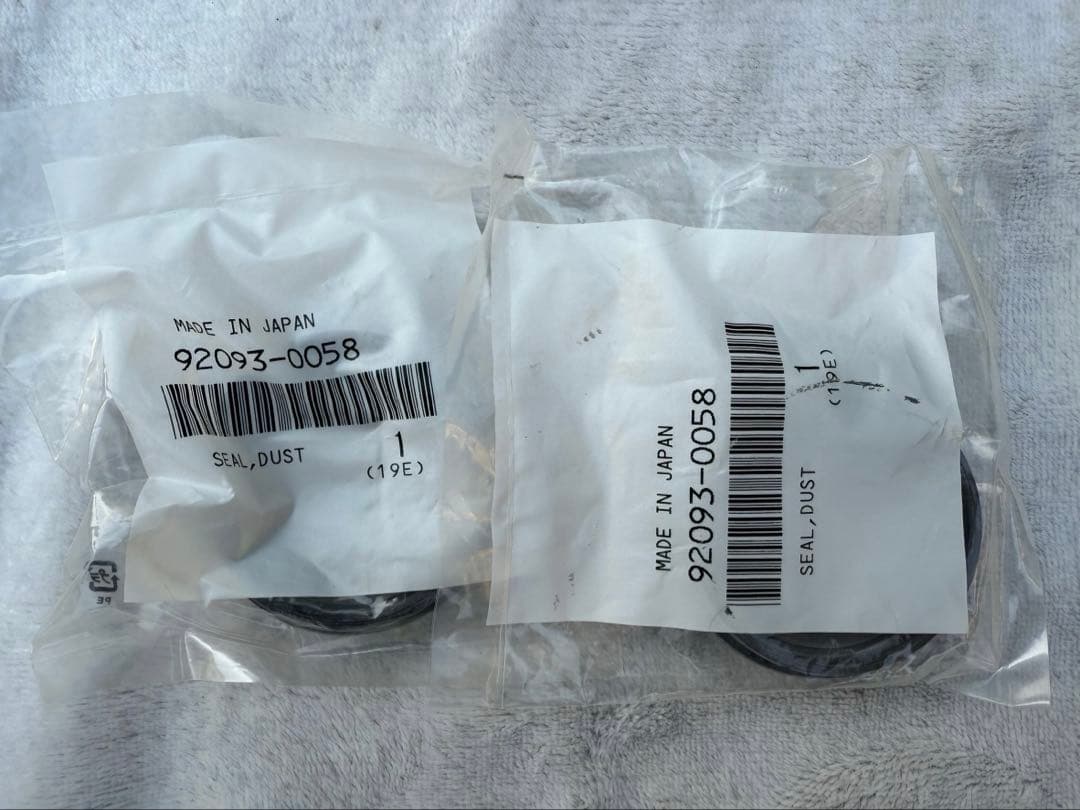 MADE IN JAPAN
92093-0058
SEAL,DUST
1
(19E)
MADE IN JAPAN
92093-0058
SEAL,DUST
1
(19E)